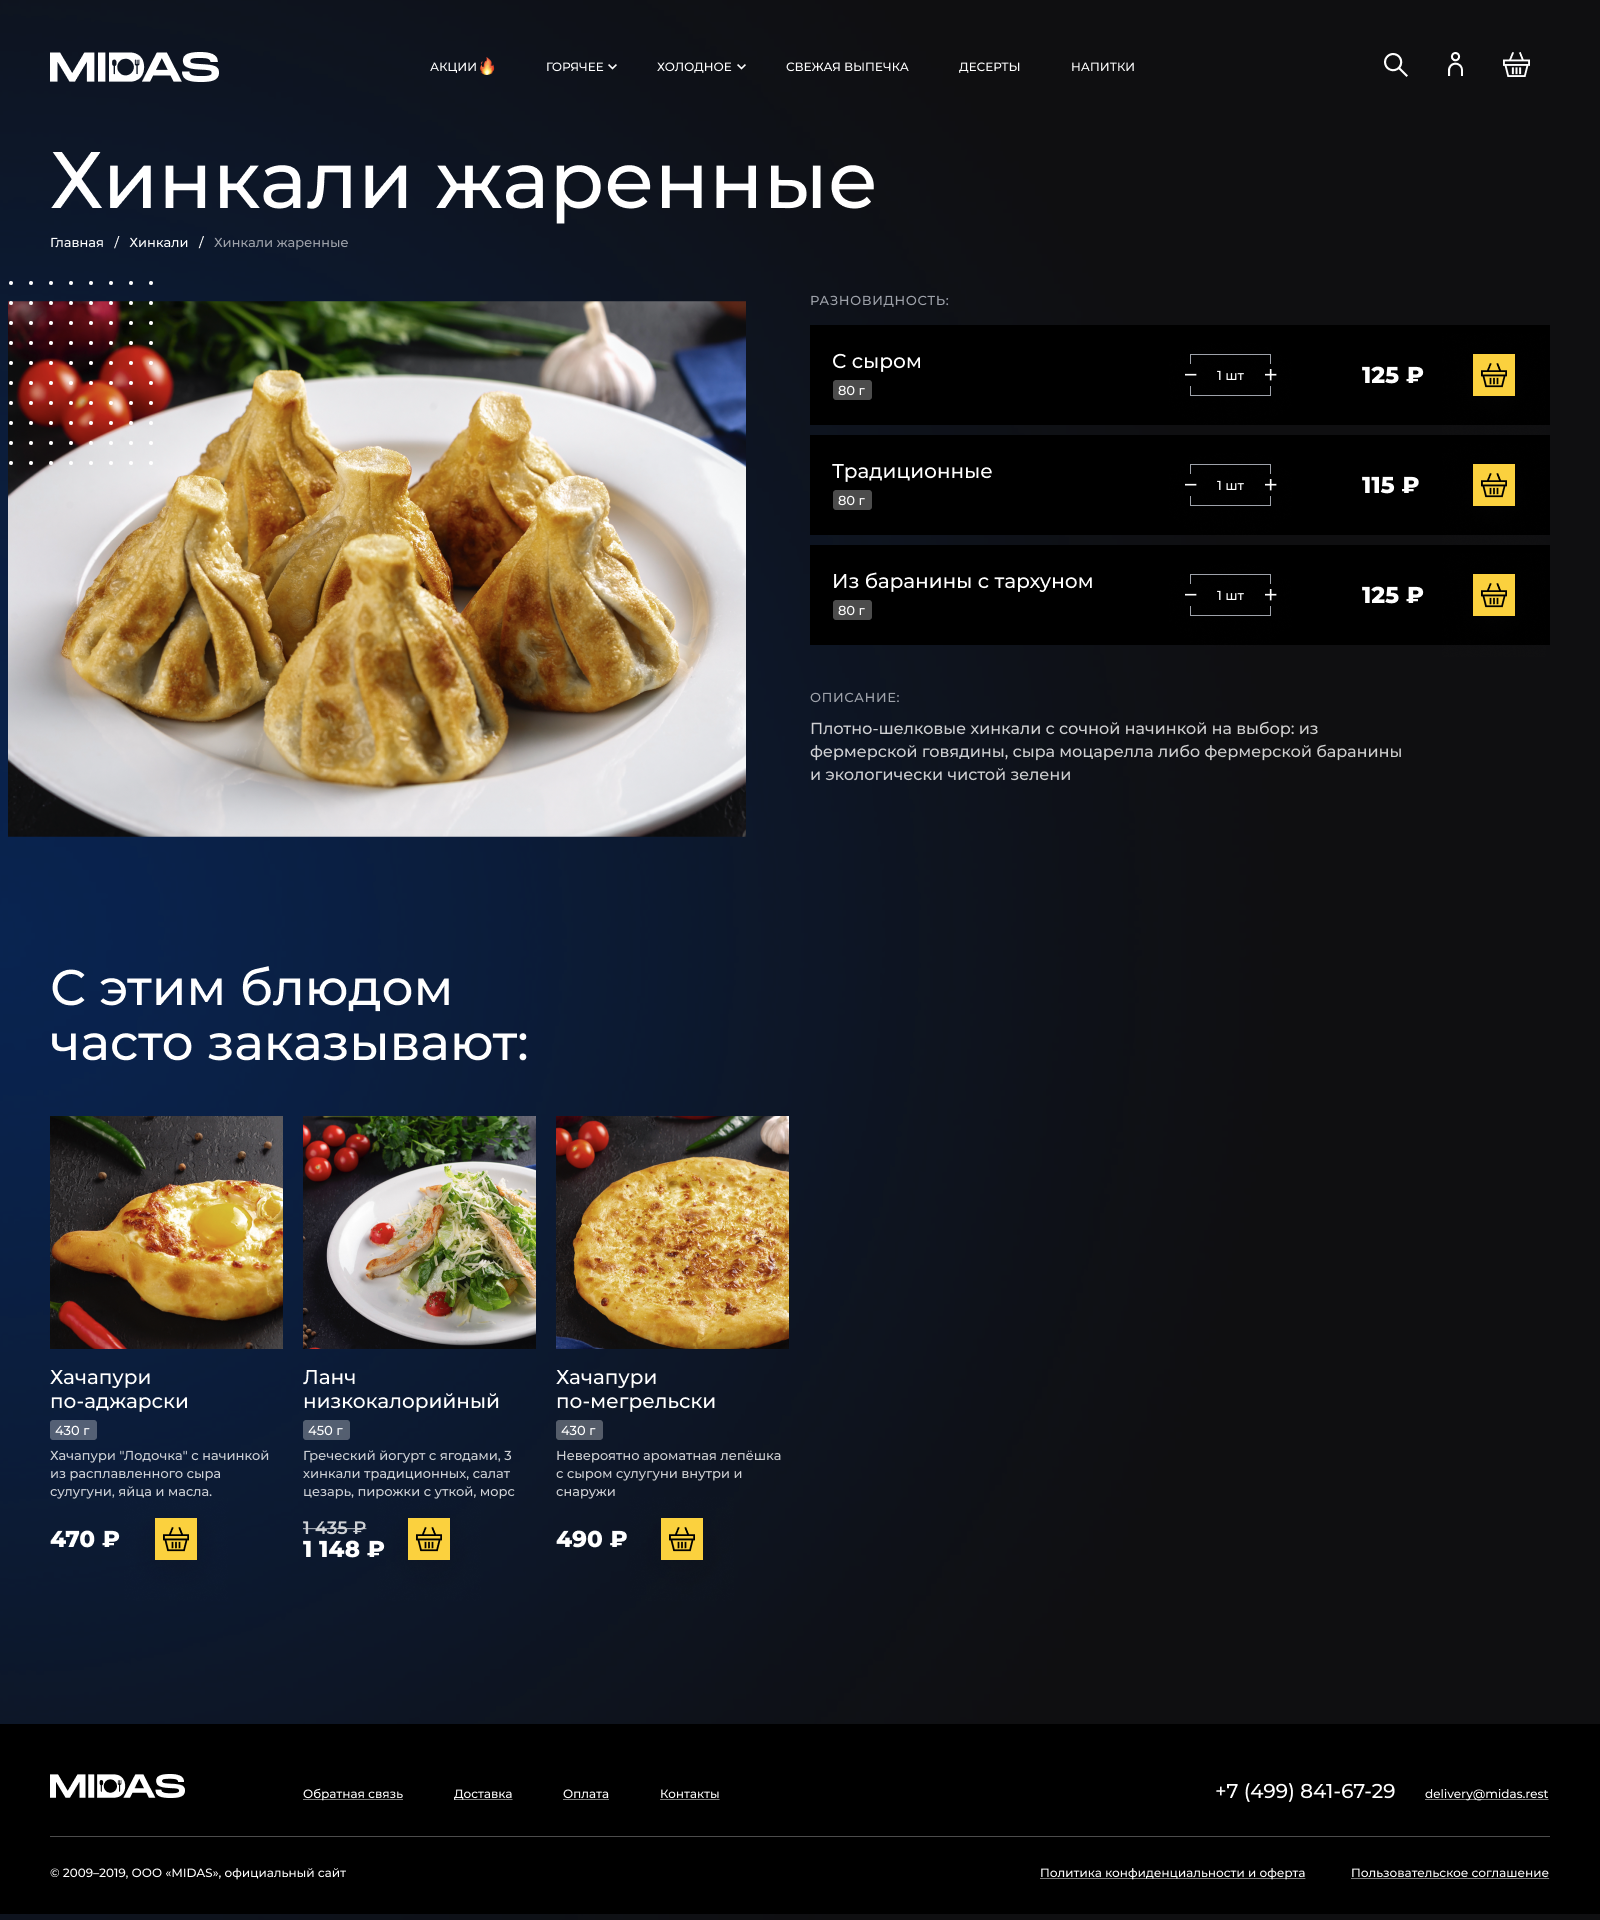 MIDAS
АКЦИИ🔥 ГОРЯЧЕЕ ХОЛОДНОЕ СВЕЖАЯ ВЫПЕЧКА ДЕСЕРТЫ НАПИТКИ
Хинкали жаренные
Главная / Хинкали / Хинкали жаренные
РАЗНОВИДНОСТЬ:
С сыром
80 г
− 1 шт +
125 ₽
Традиционные
80 г
− 1 шт +
115 ₽
Из баранины с тархуном
80 г
− 1 шт +
125 ₽
ОПИСАНИЕ:
Плотно-шелковые хинкали с сочной начинкой на выбор: из
фермерской говядины, сыра моцарелла либо фермерской баранины
и экологически чистой зелени
С этим блюдом
часто заказывают:
Хачапури
по-аджарски
430 г
Хачапури "Лодочка" с начинкой
из расплавленного сыра
сулугуни, яйца и масла.
470 ₽
Ланч
низкокалорийный
450 г
Греческий йогурт с ягодами, 3
хинкали традиционных, салат
цезарь, пирожки с уткой, морс
1 435 ₽
1 148 ₽
Хачапури
по-мегрельски
430 г
Невероятно ароматная лепёшка
с сыром сулугуни внутри и
снаружи
490 ₽
MIDAS
Обратная связь Доставка Оплата Контакты
+7 (499) 841-67-29 delivery@midas.rest
© 2009–2019, ООО «MIDAS», официальный сайт
Политика конфиденциальности и оферта Пользовательское соглашение